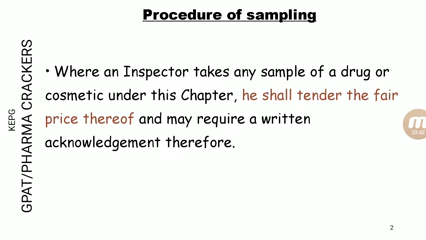 Procedure of sampling
KEPG
GPAT/PHARMA CRACKERS
• Where an Inspector takes any sample of a drug or
cosmetic under this Chapter, he shall tender the fair
price thereof and may require a written
acknowledgement therefore.
2